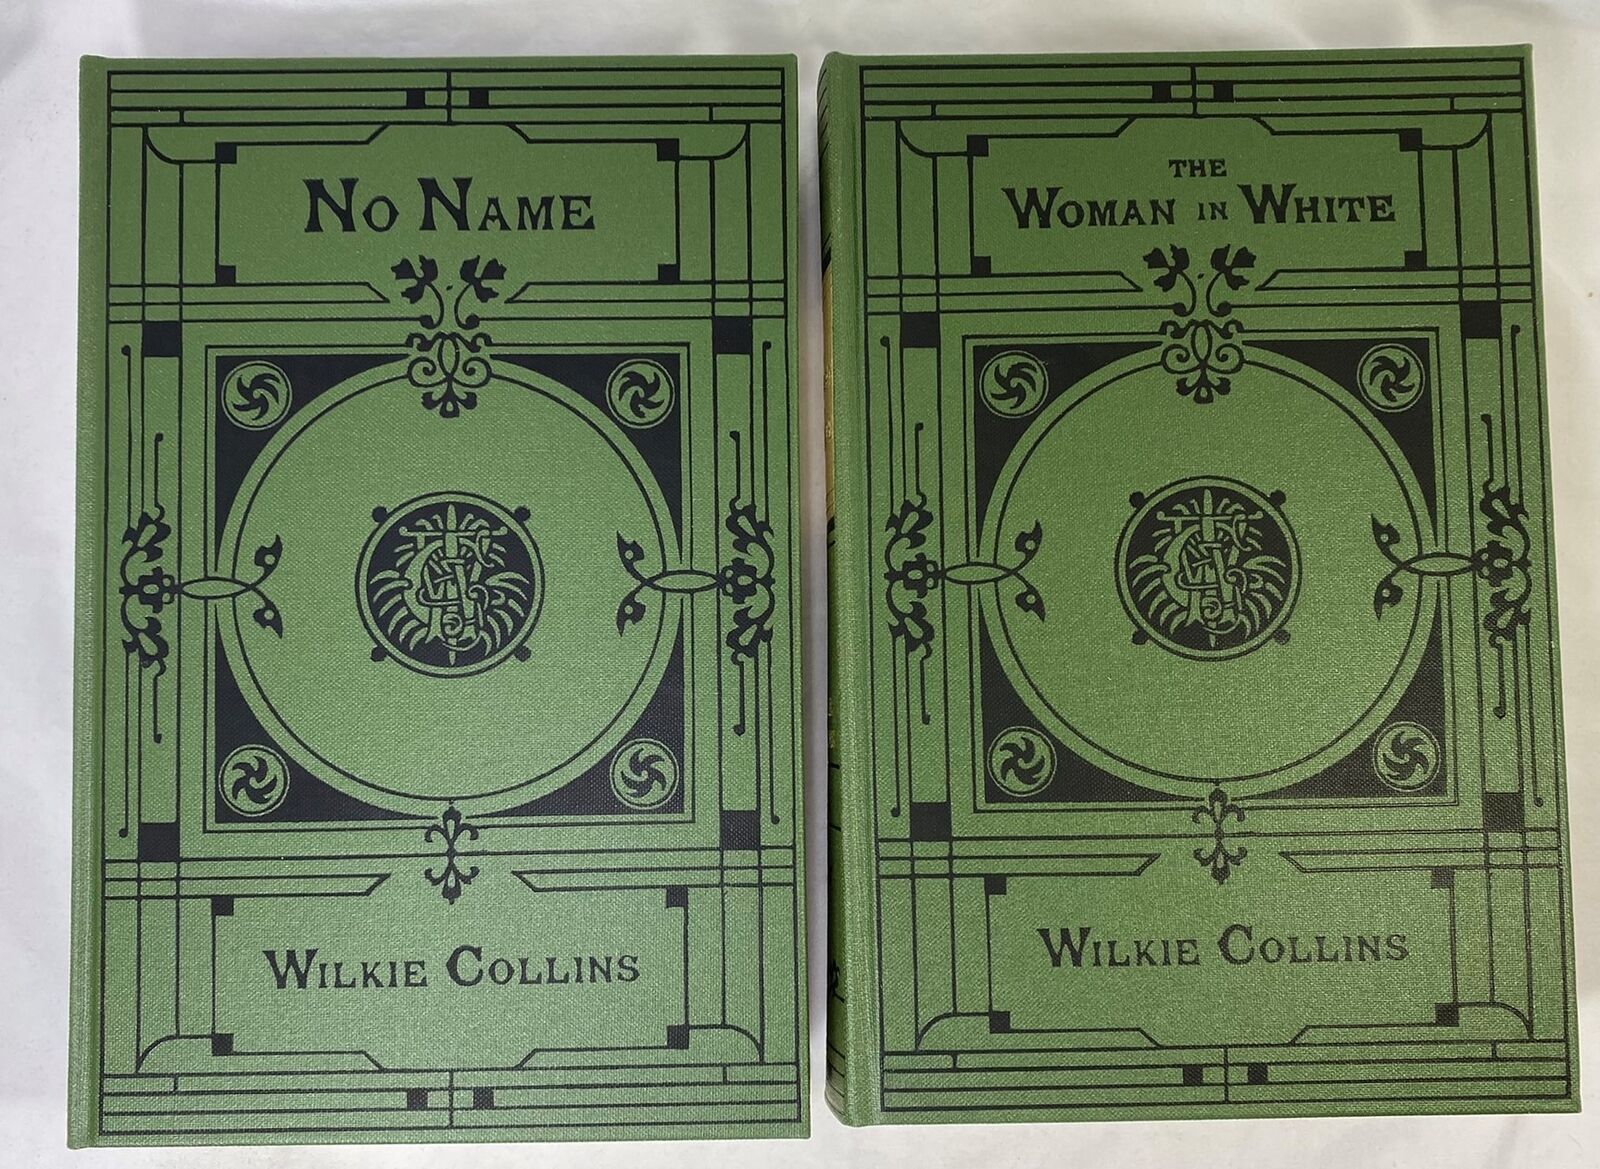 No Name
Wilkie Collins
The
Woman in White
Wilkie Collins